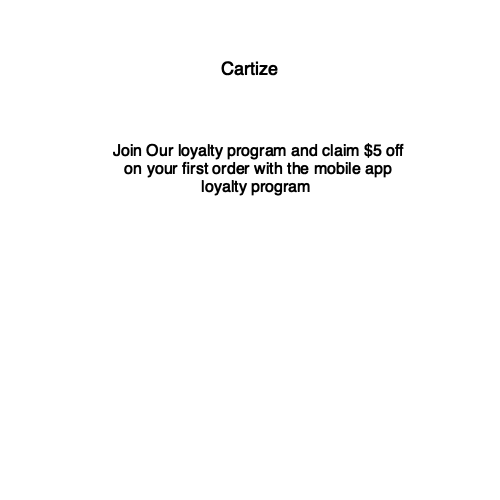 Cartize
Join Our loyalty program and claim $5 off
on your first order with the mobile app
loyalty program